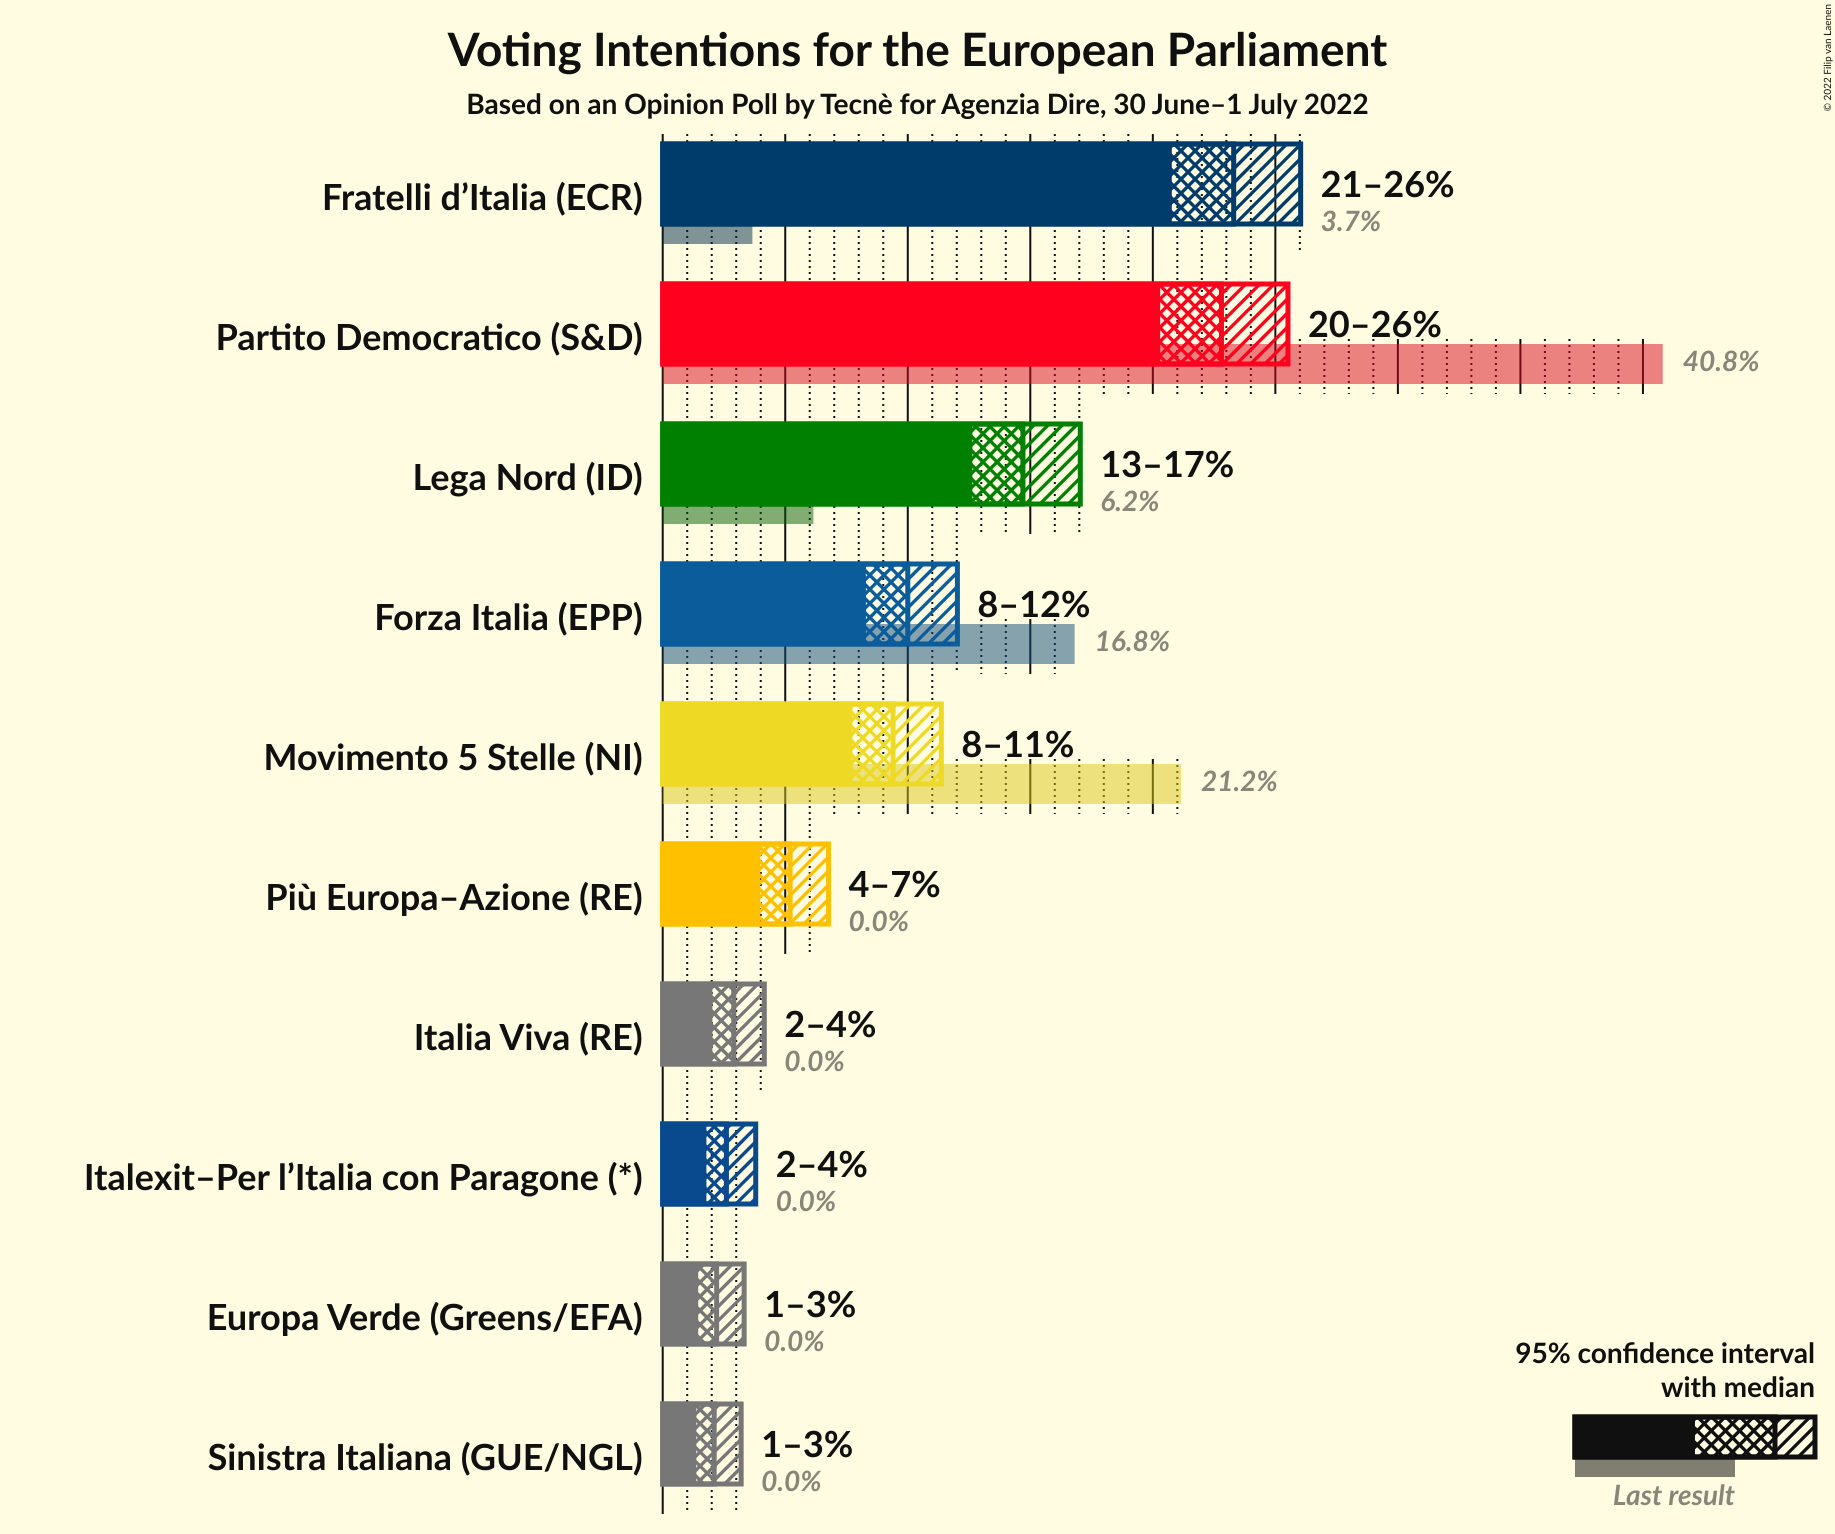 Voting Intentions for the European Parliament
Based on an Opinion Poll by Tecnè for Agenzia Dire, 30 June–1 July 2022
© 2022 Filip van Laenen
Fratelli d’Italia (ECR)
21–26%
3.7%
Partito Democratico (S&D)
20–26%
40.8%
Lega Nord (ID)
13–17%
6.2%
Forza Italia (EPP)
8–12%
16.8%
Movimento 5 Stelle (NI)
8–11%
21.2%
Più Europa–Azione (RE)
4–7%
0.0%
Italia Viva (RE)
2–4%
0.0%
Italexit–Per l’Italia con Paragone (*)
2–4%
0.0%
Europa Verde (Greens/EFA)
1–3%
0.0%
Sinistra Italiana (GUE/NGL)
1–3%
0.0%
95% confidence interval
with median
Last result